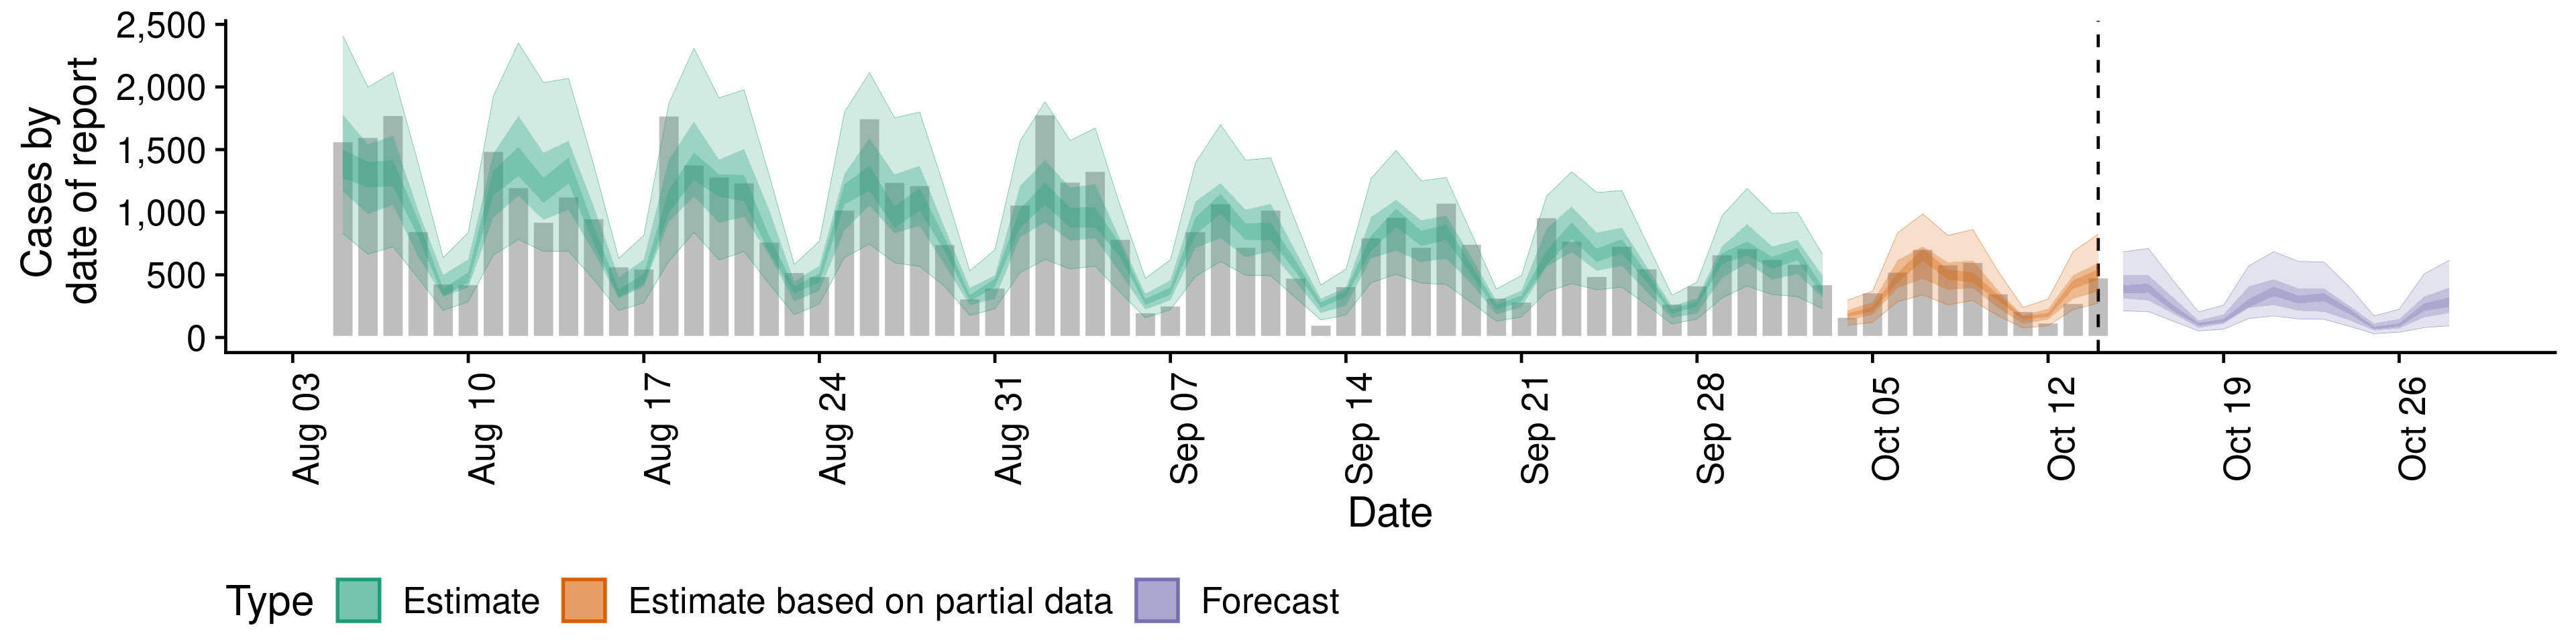 Cases by
date of report
2,500
2,000
1,500
1,000
500
0
Aug 03
Aug 10
Aug 17
Aug 24
Aug 31
Sep 07
Sep 14
Sep 21
Sep 28
Oct 05
Oct 12
Oct 19
Oct 26
Date
Type Estimate Estimate based on partial data Forecast